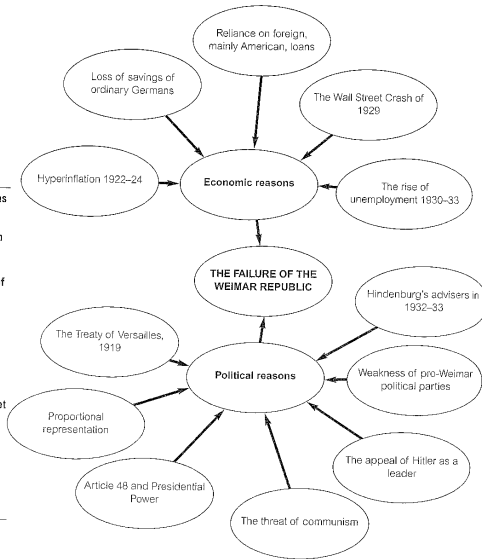 Reliance on foreign,
mainly American, loans
Loss of savings of
ordinary Germans
The Wall Street Crash of
1929
Hyperinflation 1922–24
Economic reasons
The rise of
unemployment 1930–33
THE FAILURE OF THE
WEIMAR REPUBLIC
Hindenburg's advisers in
1932–33
The Treaty of Versailles,
1919
Political reasons
Weakness of pro-Weimar
political parties
Proportional
representation
The appeal of Hitler as a
leader
Article 48 and Presidential
Power
The threat of communism